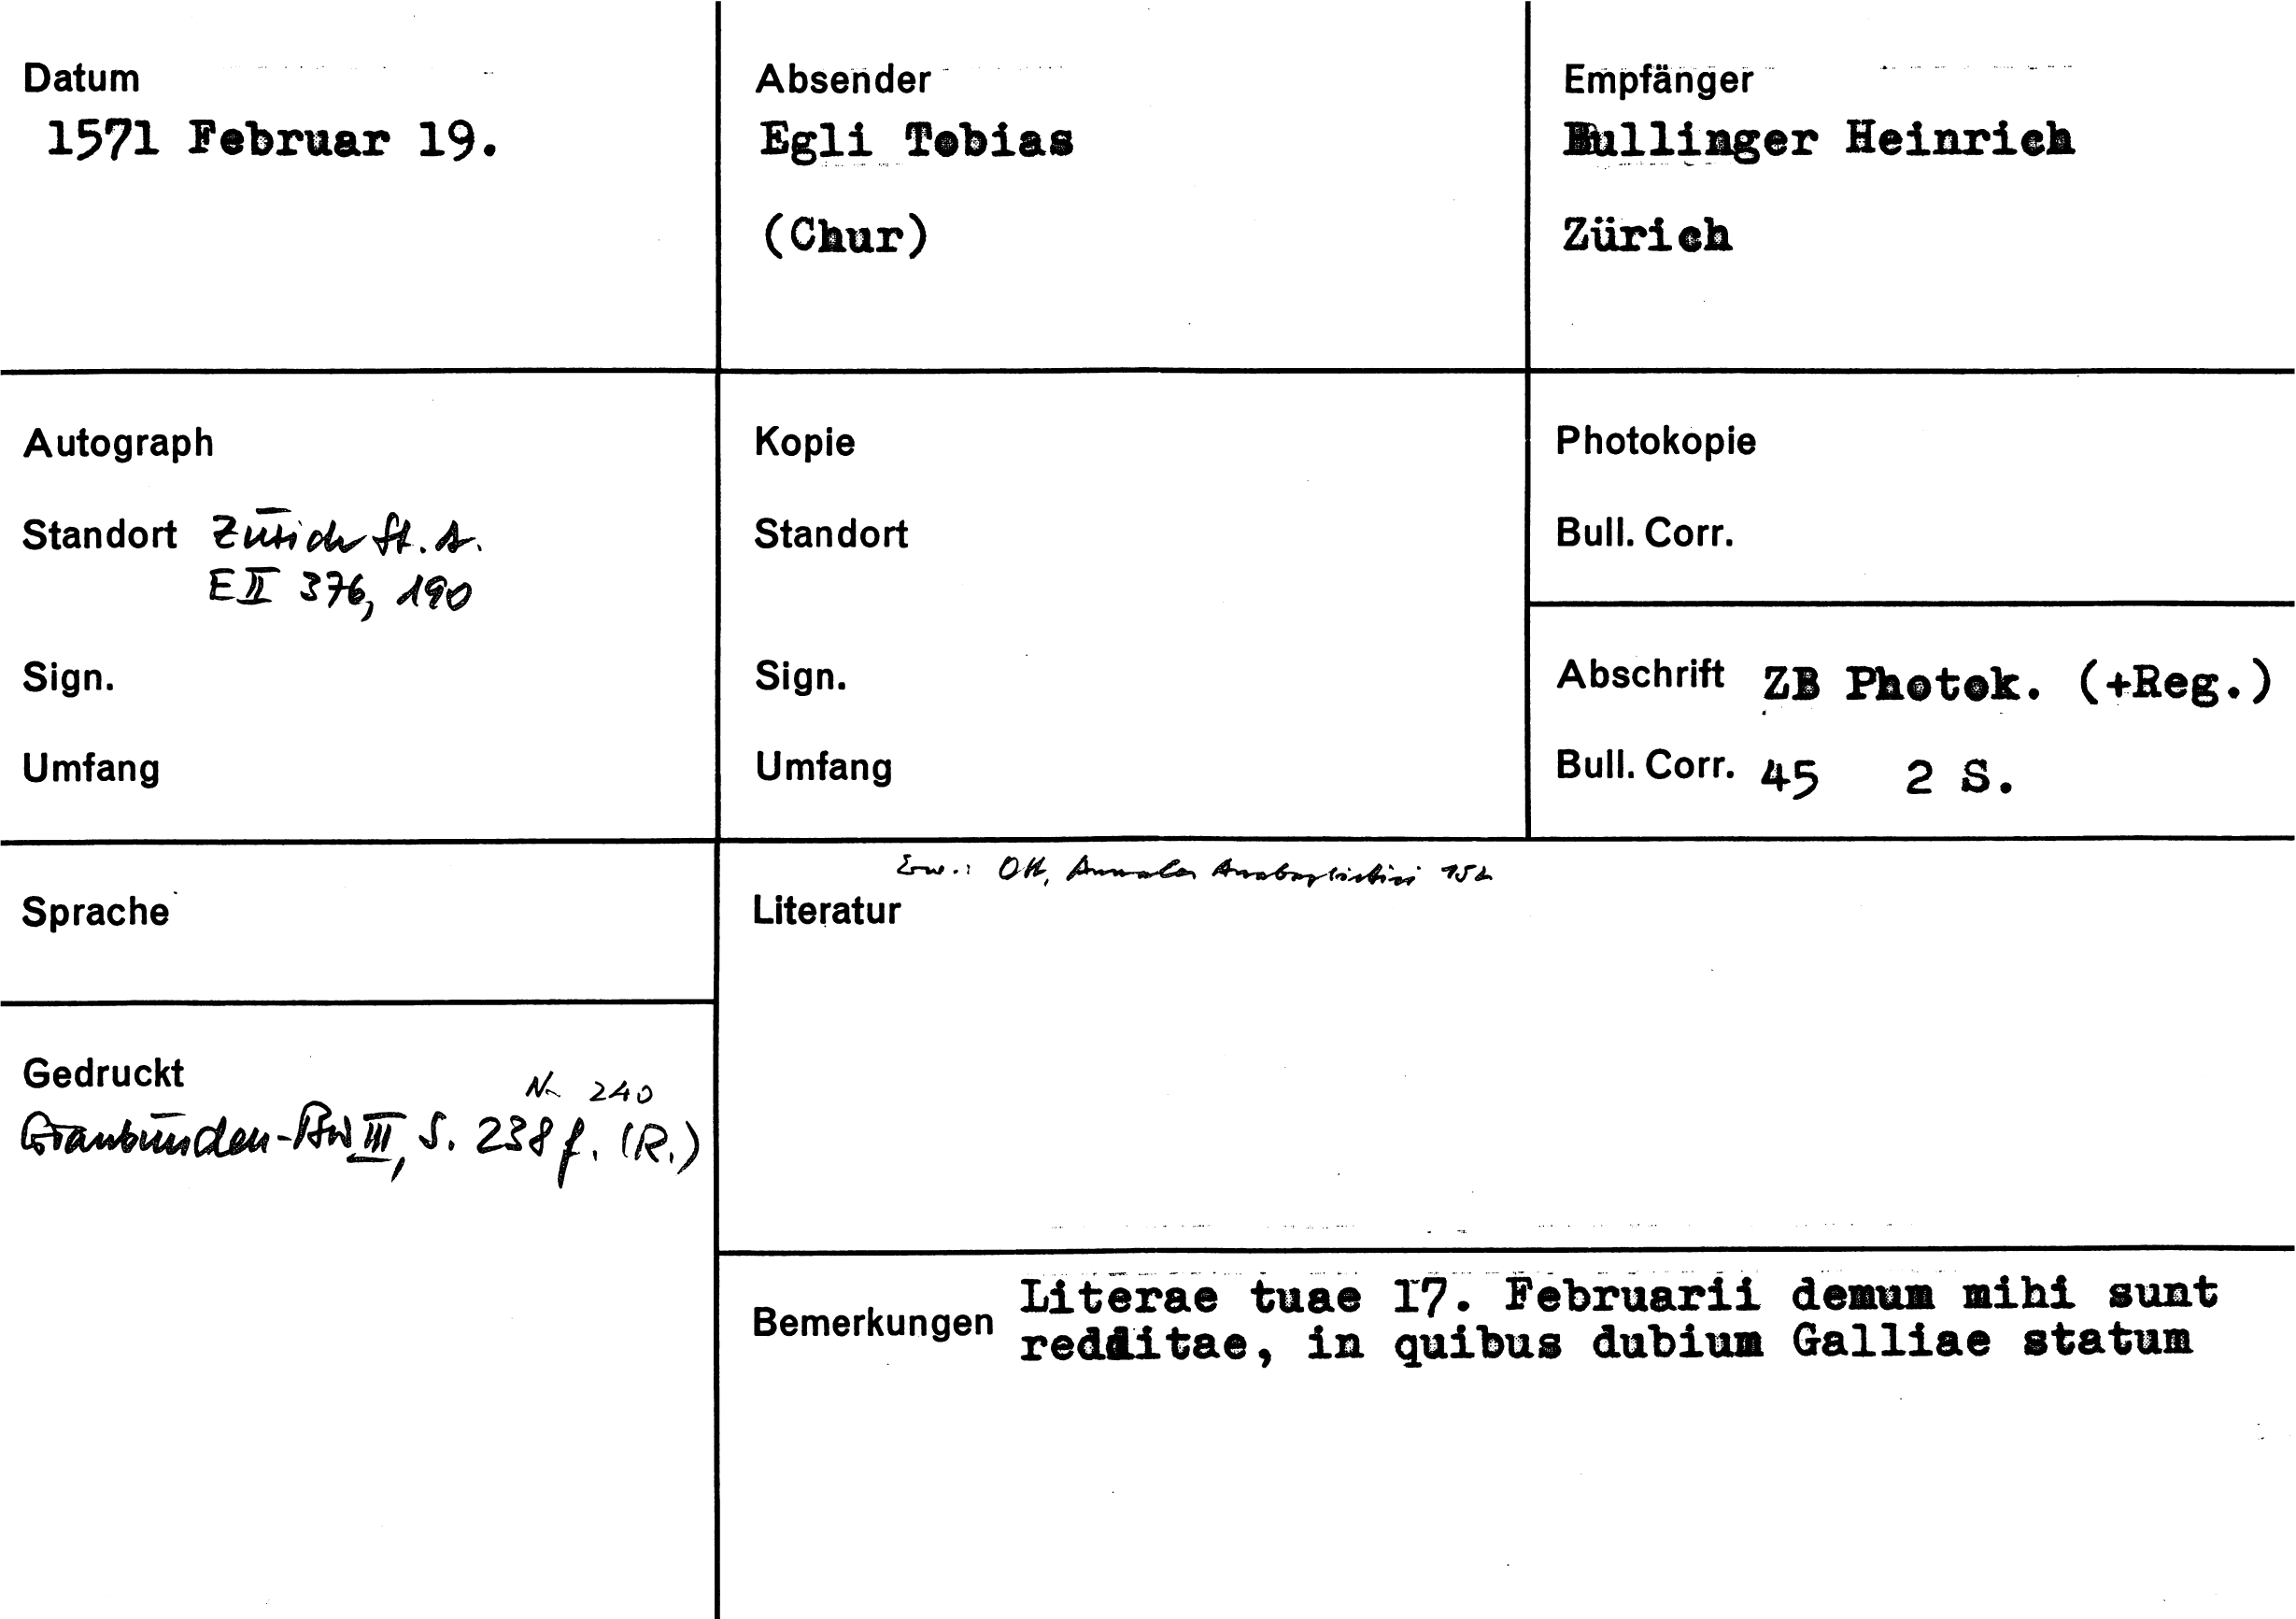 Datum
1571 Februar 19.
Absender
Egli Tobias
(Chur)
Empfänger
Bullinger Heinrich
Zürich
Autograph
Standort Zürich St. A.
E II 376, 190
Sign.
Umfang
Kopie
Standort
Sign.
Umfang
Photokopie
Bull. Corr.
Abschrift ZB Photok. (+Reg.)
Bull. Corr. 45 2 S.
Sprache
Gedruckt
Nr 240
Graubünden-Bw III, S. 238 f. (R.)
Erw.: Ott, Annales Anabaptistici 152
Literatur
Bemerkungen
Literae tuae 17. Februarii demum mihi sunt
redditae, in quibus dubium Galliae statum